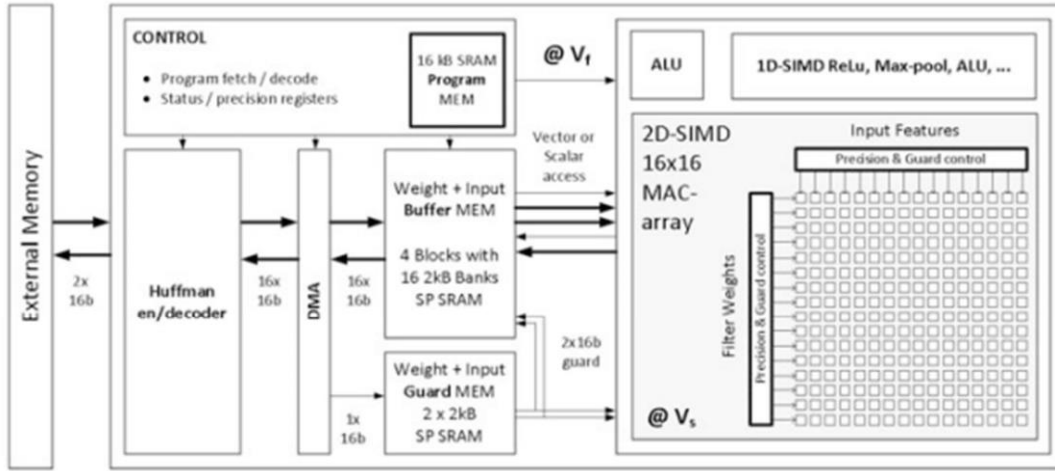 CONTROL
• Program fetch / decode
• Status / precision registers
16 kB SRAM
Program
MEM
@ Vf
ALU
1D-SIMD ReLu, Max-pool, ALU, ...
External Memory
2x
16b
Huffman
en/decoder
16x
16b
DMA
16x
16b
1x
16b
Weight + Input
Buffer MEM
4 Blocks with
16 2kB Banks
SP SRAM
Weight + Input
Guard MEM
2 x 2kB
SP SRAM
Vector or
Scalar
access
2x16b
guard
2D-SIMD
16x16
MAC-
array
Input Features
Precision & Guard control
Filter Weights
Precision & Guard control
@ Vs